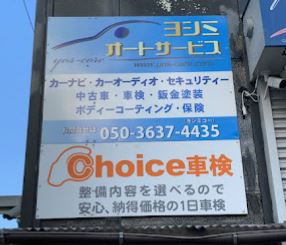 ヨシミ
yos-care
オートサービス
www.yos-care.com
カーナビ・カーオーディオ・セキュリティー
中古車・車検・鈑金塗装
ボディーコーティング・保険
050-3637-4435
Choice車検
整備内容を選べるので
安心、納得価格の1日車検